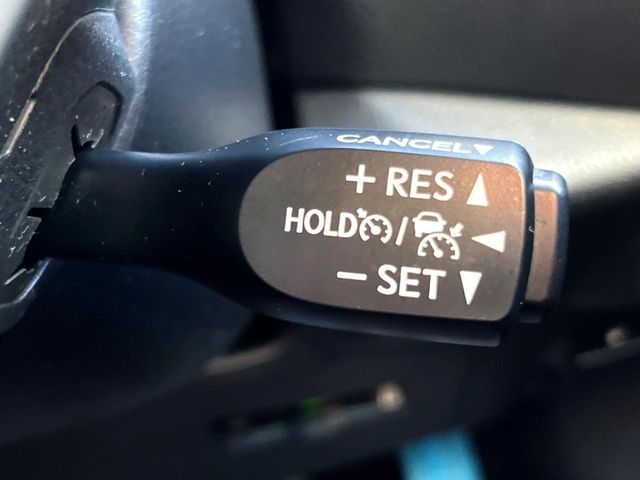 CANCEL▼
+ RES ▲
HOLD / ◀
− SET ▼